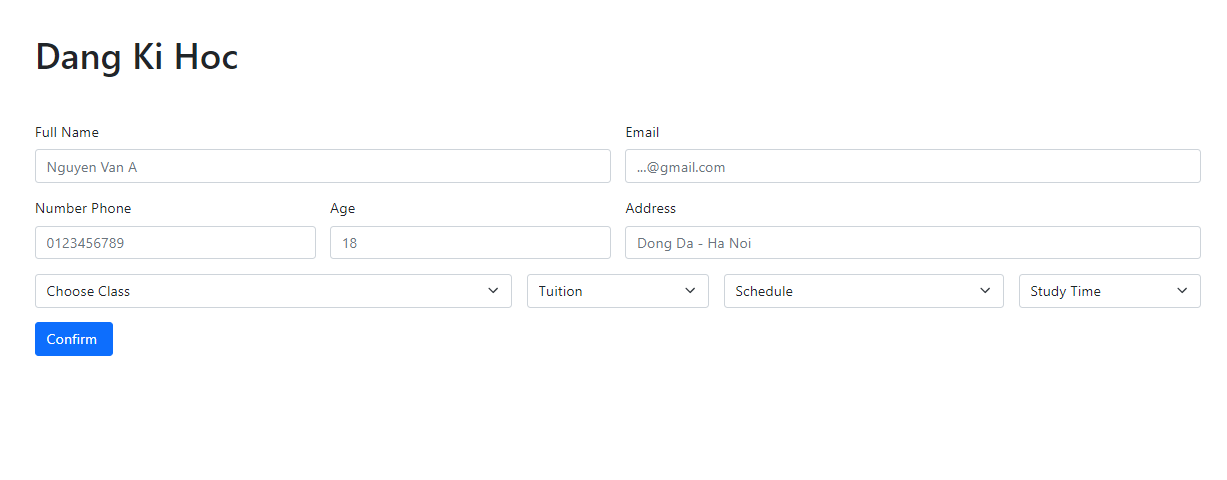 Dang Ki Hoc
Full Name Email
Nguyen Van A ...@gmail.com
Number Phone Age Address
0123456789 18 Dong Da - Ha Noi
Choose Class Tuition Schedule Study Time
Confirm